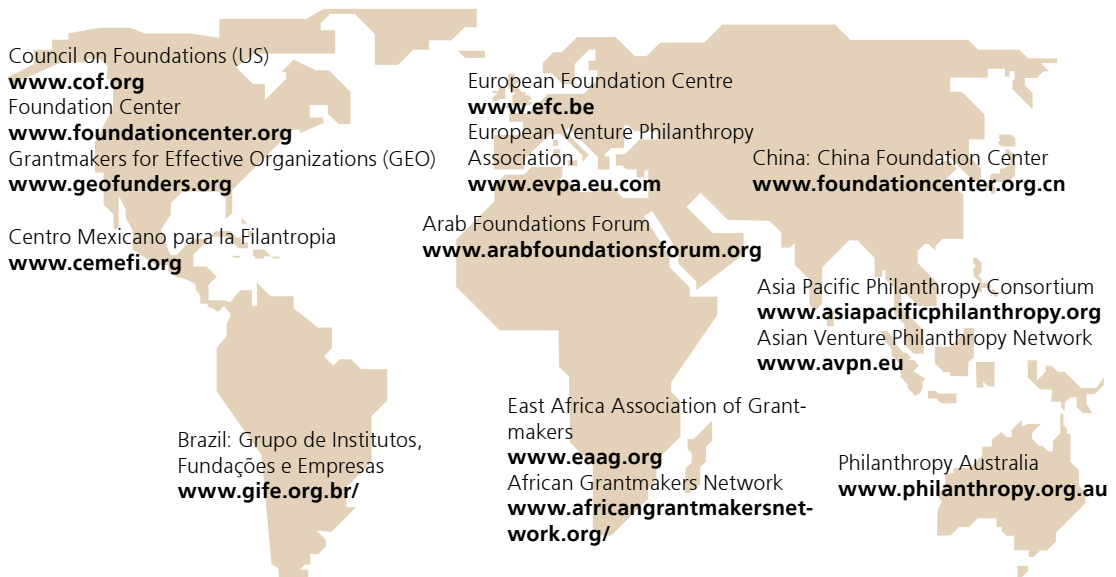 Council on Foundations (US)
www.cof.org
Foundation Center
www.foundationcenter.org
Grantmakers for Effective Organizations (GEO)
www.geofunders.org
Centro Mexicano para la Filantropia
www.cemefi.org
Brazil: Grupo de Institutos,
Fundações e Empresas
www.gife.org.br/
European Foundation Centre
www.efc.be
European Venture Philanthropy
Association
www.evpa.eu.com
Arab Foundations Forum
www.arabfoundationsforum.org
East Africa Association of Grant-
makers
www.eaag.org
African Grantmakers Network
www.africangrantmakersnet-
work.org/
China: China Foundation Center
www.foundationcenter.org.cn
Asia Pacific Philanthropy Consortium
www.asiapacificphilanthropy.org
Asian Venture Philanthropy Network
www.avpn.eu
Philanthropy Australia
www.philanthropy.org.au